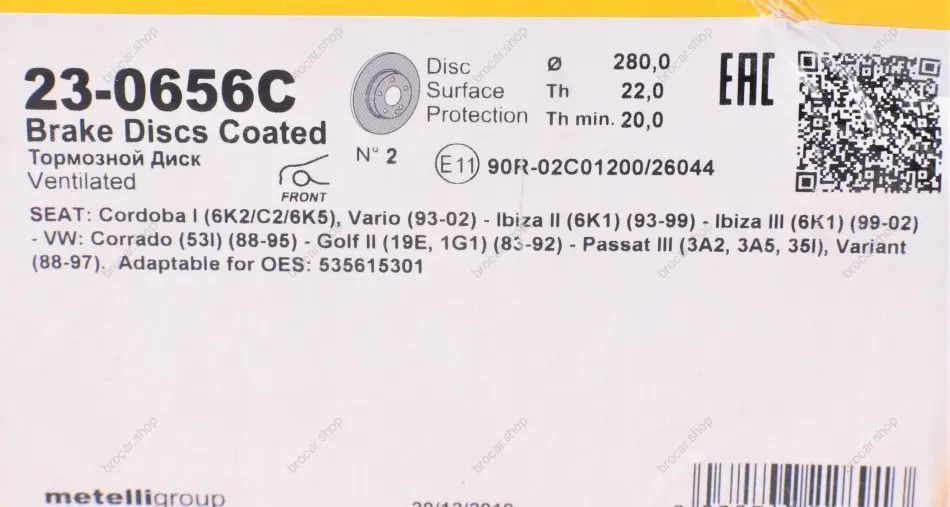 23-0656C
Brake Discs Coated
Тормозной Диск
Ventilated
FRONT
N° 2
Disc
Surface
Protection
Ø 280,0
Th 22,0
Th min. 20,0
E11 90R-02C01200/26044
EAC
SEAT: Cordoba I (6K2/C2/6K5), Vario (93-02) - Ibiza II (6K1) (93-99) - Ibiza III (6K1) (99-02)
- VW: Corrado (53I) (88-95) - Golf II (19E, 1G1) (83-92) - Passat III (3A2, 3A5, 35I), Variant
(88-97). Adaptable for OES: 535615301
metelligroup
brocar.shop